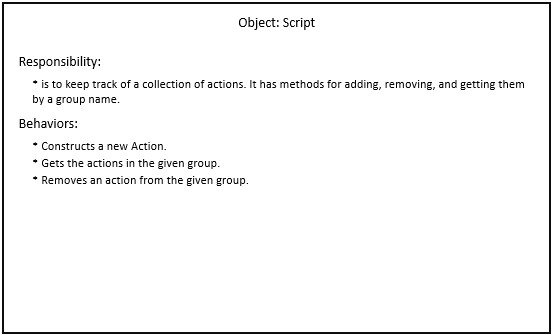 Object: Script
Responsibility:
* is to keep track of a collection of actions. It has methods for adding, removing, and getting them
by a group name.
Behaviors:
* Constructs a new Action.
* Gets the actions in the given group.
* Removes an action from the given group.